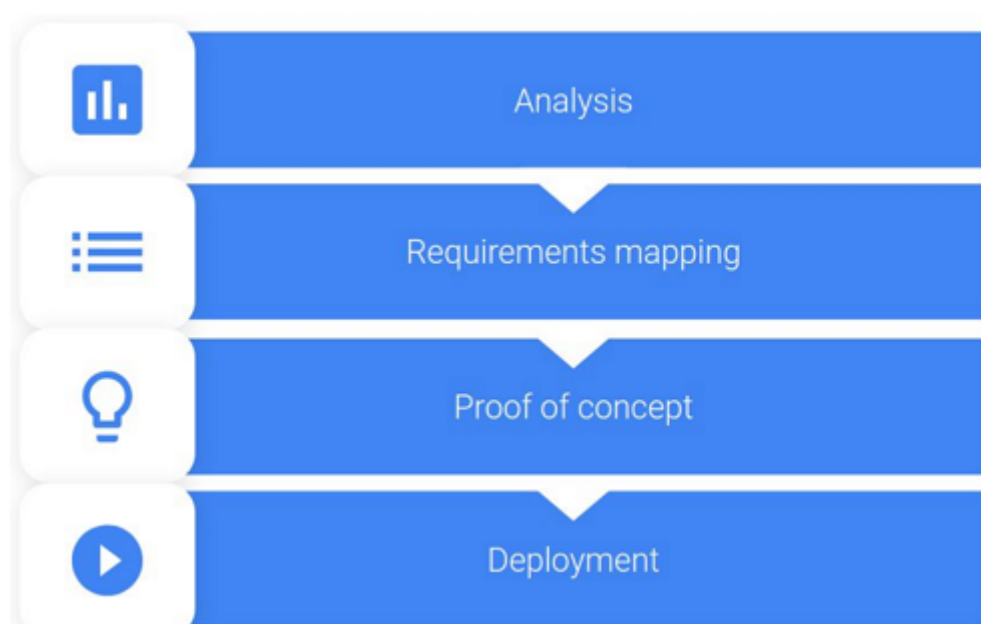 Analysis
Requirements mapping
Proof of concept
Deployment